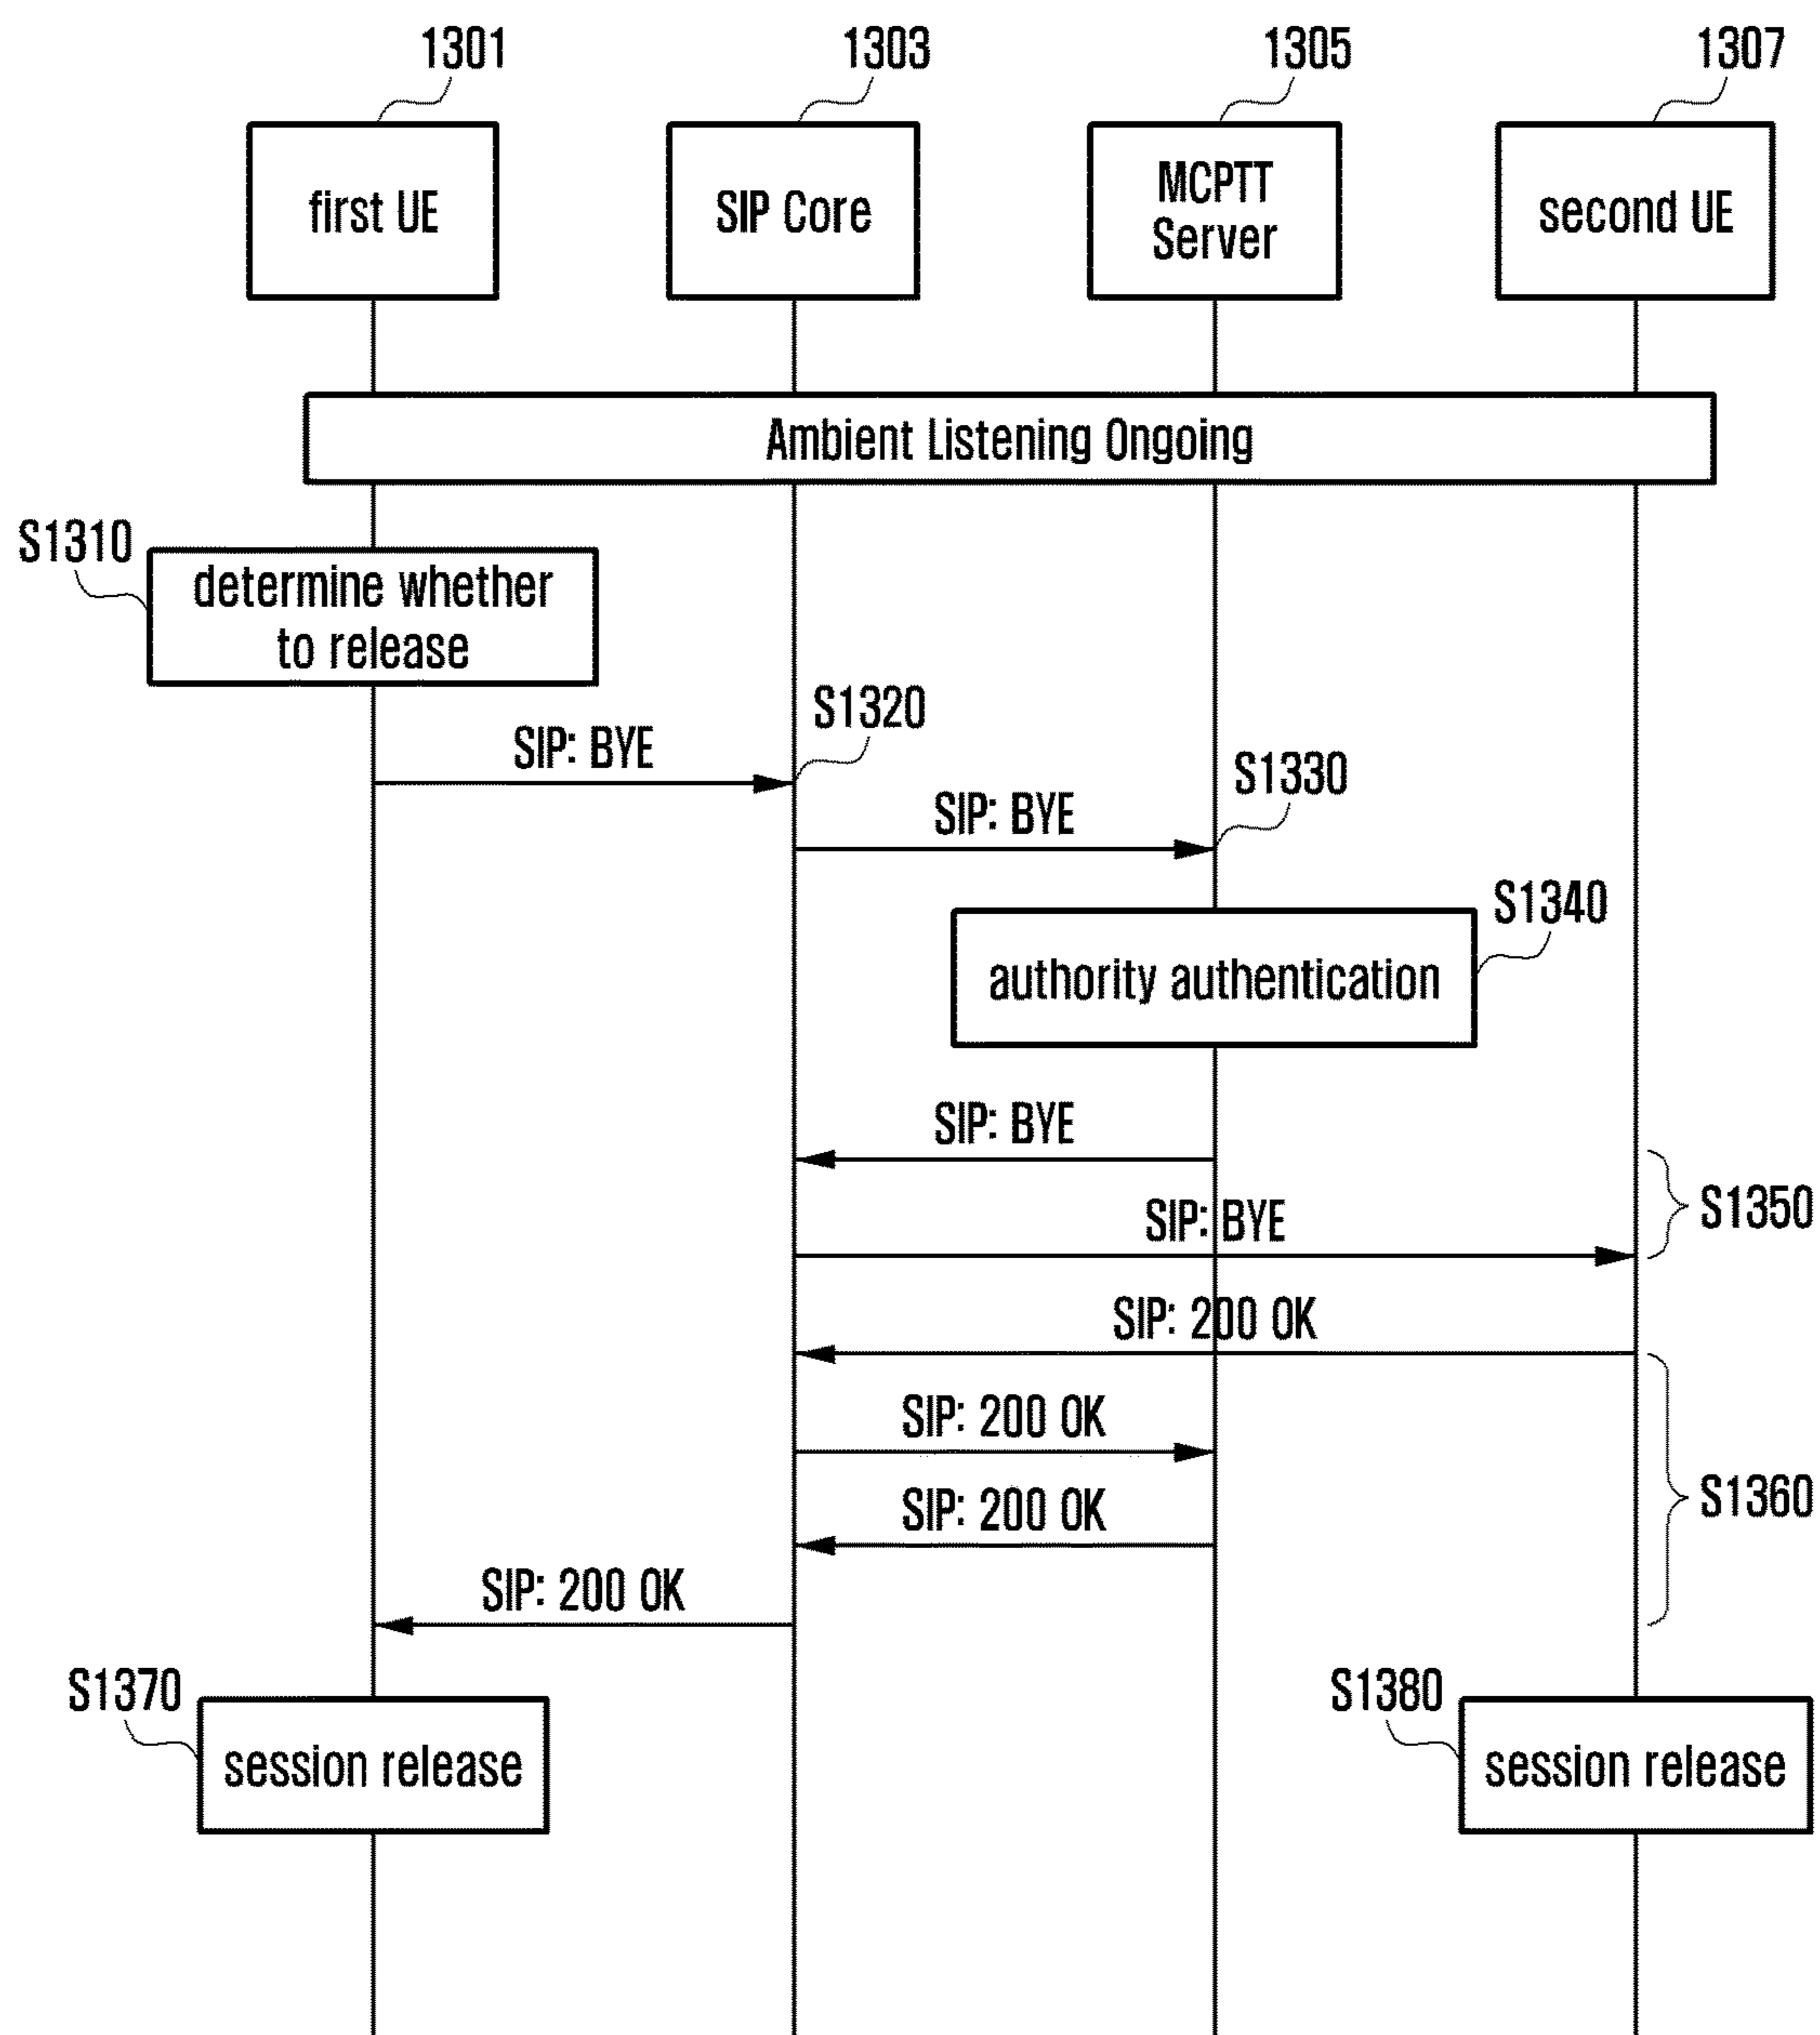 1301
1303
1305
1307
first UE
SIP Core
MCPTT
Server
second UE
Ambient Listening Ongoing
S1310
determine whether
to release
S1320
SIP: BYE
S1330
SIP: BYE
S1340
authority authentication
SIP: BYE
S1350
SIP: BYE
SIP: 200 OK
SIP: 200 OK
S1360
SIP: 200 OK
SIP: 200 OK
S1370
session release
S1380
session release